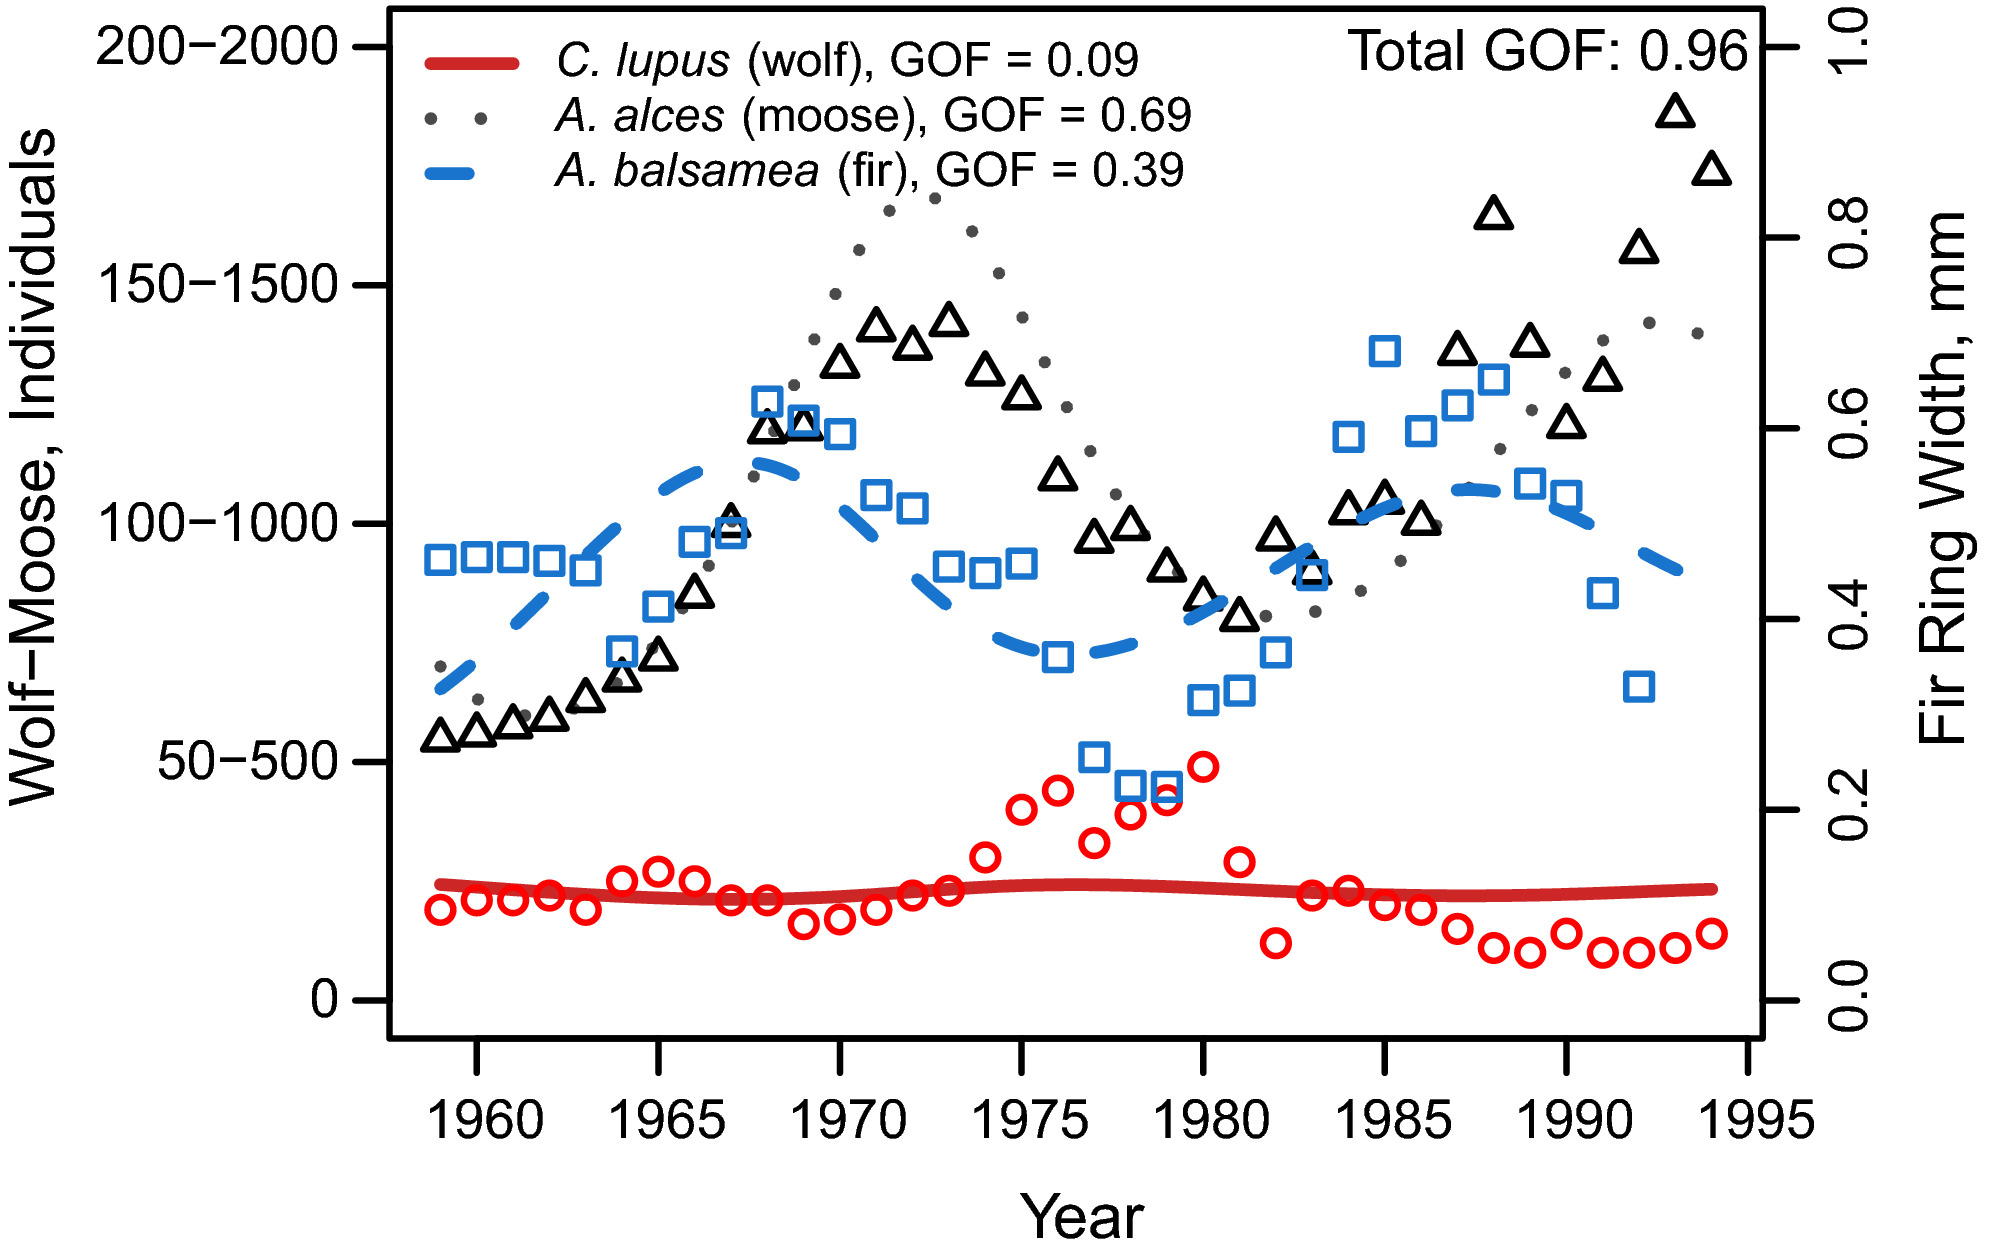 Total GOF: 0.96
C. lupus (wolf), GOF = 0.09
A. alces (moose), GOF = 0.69
A. balsamea (fir), GOF = 0.39
Wolf−Moose, Individuals
200−2000
150−1500
100−1000
50−500
0
Fir Ring Width, mm
1.0
0.8
0.6
0.4
0.2
0.0
1960 1965 1970 1975 1980 1985 1990 1995
Year